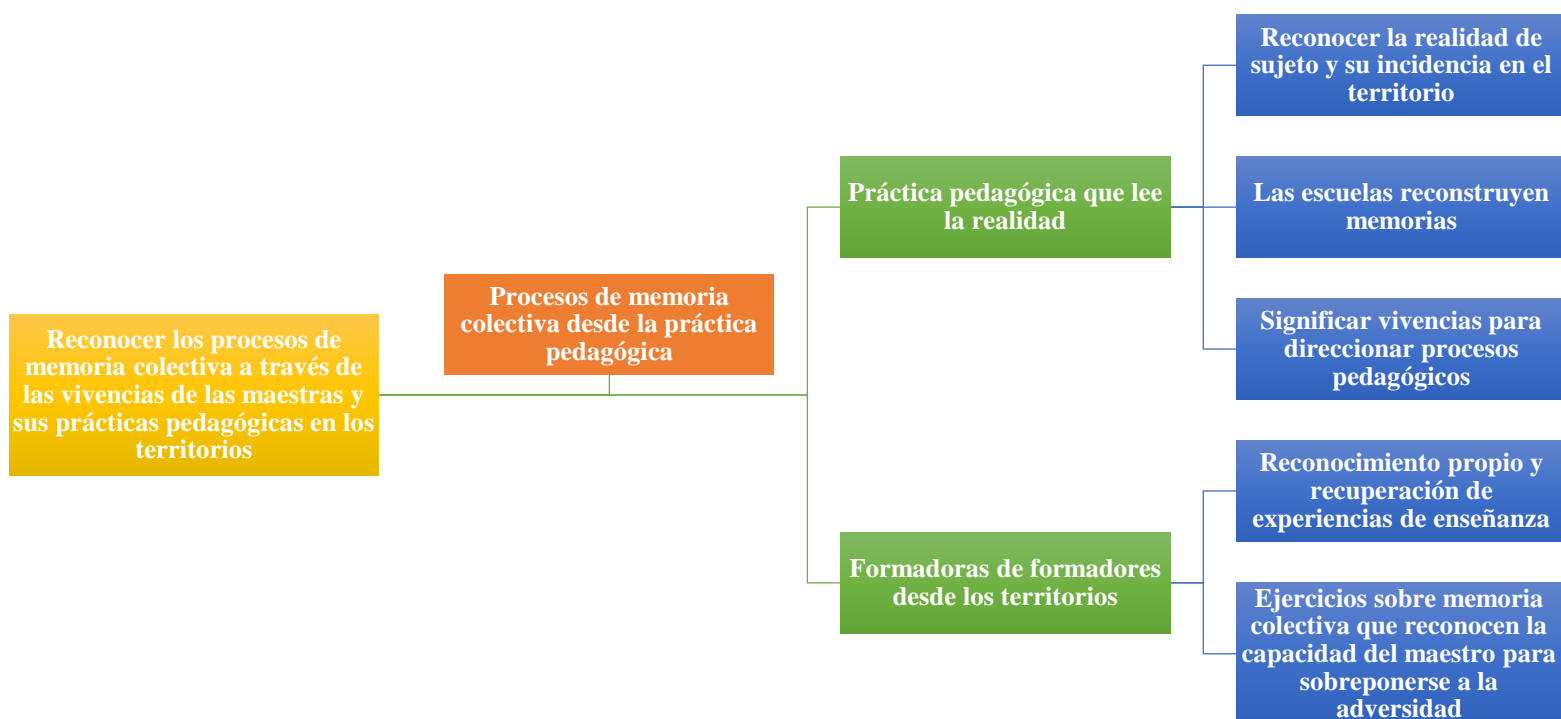 Reconocer los procesos de
memoria colectiva a través de
las vivencias de las maestras y
sus prácticas pedagógicas en los
territorios
Procesos de memoria
colectiva desde la práctica
pedagógica
Práctica pedagógica que lee
la realidad
Reconocer la realidad de
sujeto y su incidencia en el
territorio
Las escuelas reconstruyen
memorias
Significar vivencias para
direccionar procesos
pedagógicos
Formadoras de formadores
desde los territorios
Reconocimiento propio y
recuperación de
experiencias de enseñanza
Ejercicios sobre memoria
colectiva que reconocen la
capacidad del maestro para
sobreponerse a la
adversidad